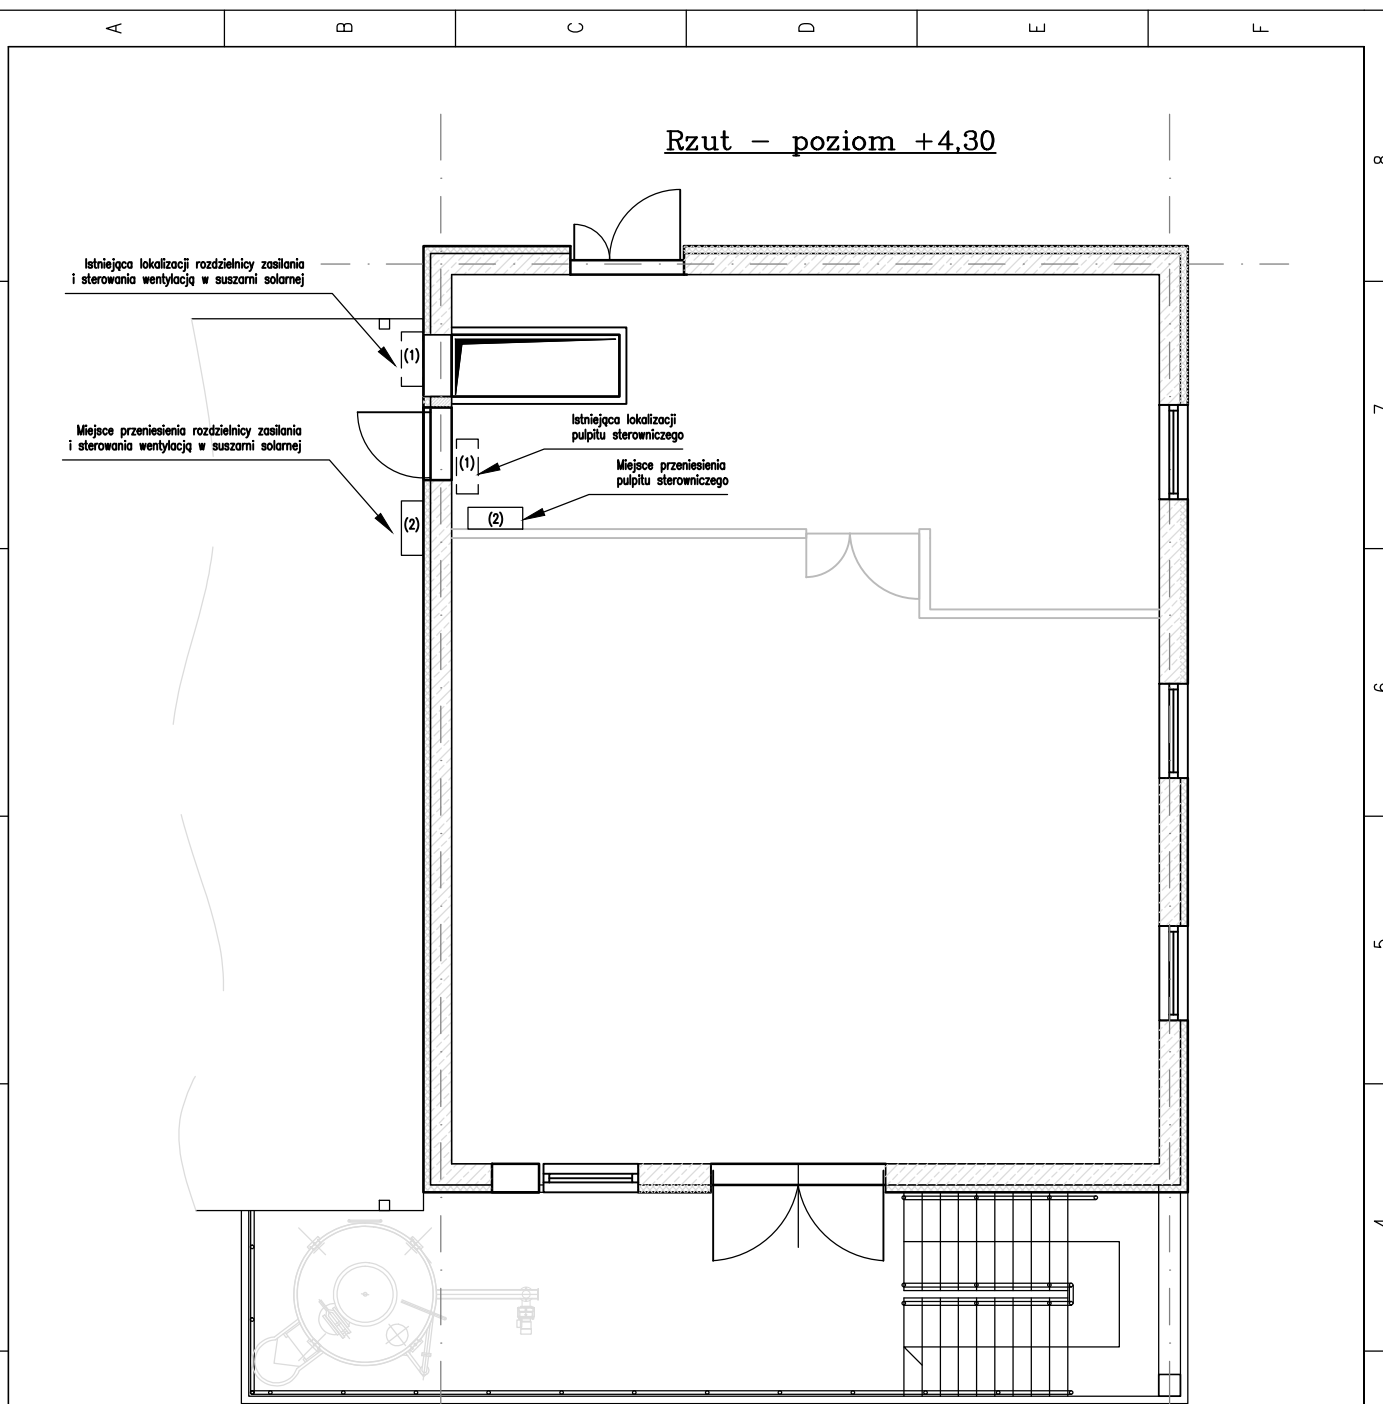 A
B
C
D
E
F
Rzut - poziom +4,30
8
Istniejąca lokalizacji rozdzielnicy zasilania
i sterowania wentylacją w suszarni solarnej
(1)
7
Miejsce przeniesienia rozdzielnicy zasilania
i sterowania wentylacją w suszarni solarnej
Istniejąca lokalizacji
pulpitu sterowniczego
(1)
Miejsce przeniesienia
pulpitu sterowniczego
(2)
(2)
6
5
4